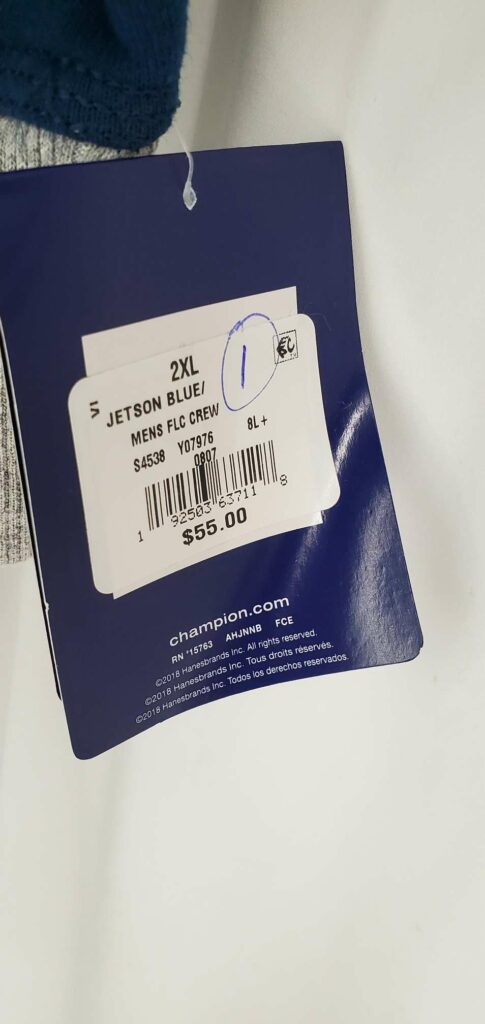 2XL
V1
JETSON BLUE/
1
MENS FLC CREW
S4538 Y07976 8L+
0807
1 92503 63711 8
$55.00
champion.com
RN #15763 AHJNNB FCE
©2018 Hanesbrands Inc. All rights reserved.
©2018 Hanesbrands Inc. Tous droits réservés.
©2018 Hanesbrands Inc. Todos los derechos reservados.